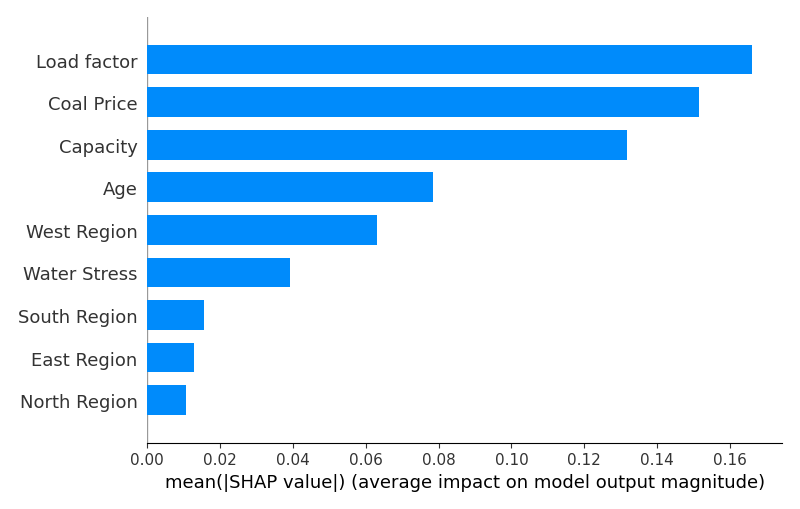 Load factor
Coal Price
Capacity
Age
West Region
Water Stress
South Region
East Region
North Region
0.00 0.02 0.04 0.06 0.08 0.10 0.12 0.14 0.16
mean(|SHAP value|) (average impact on model output magnitude)